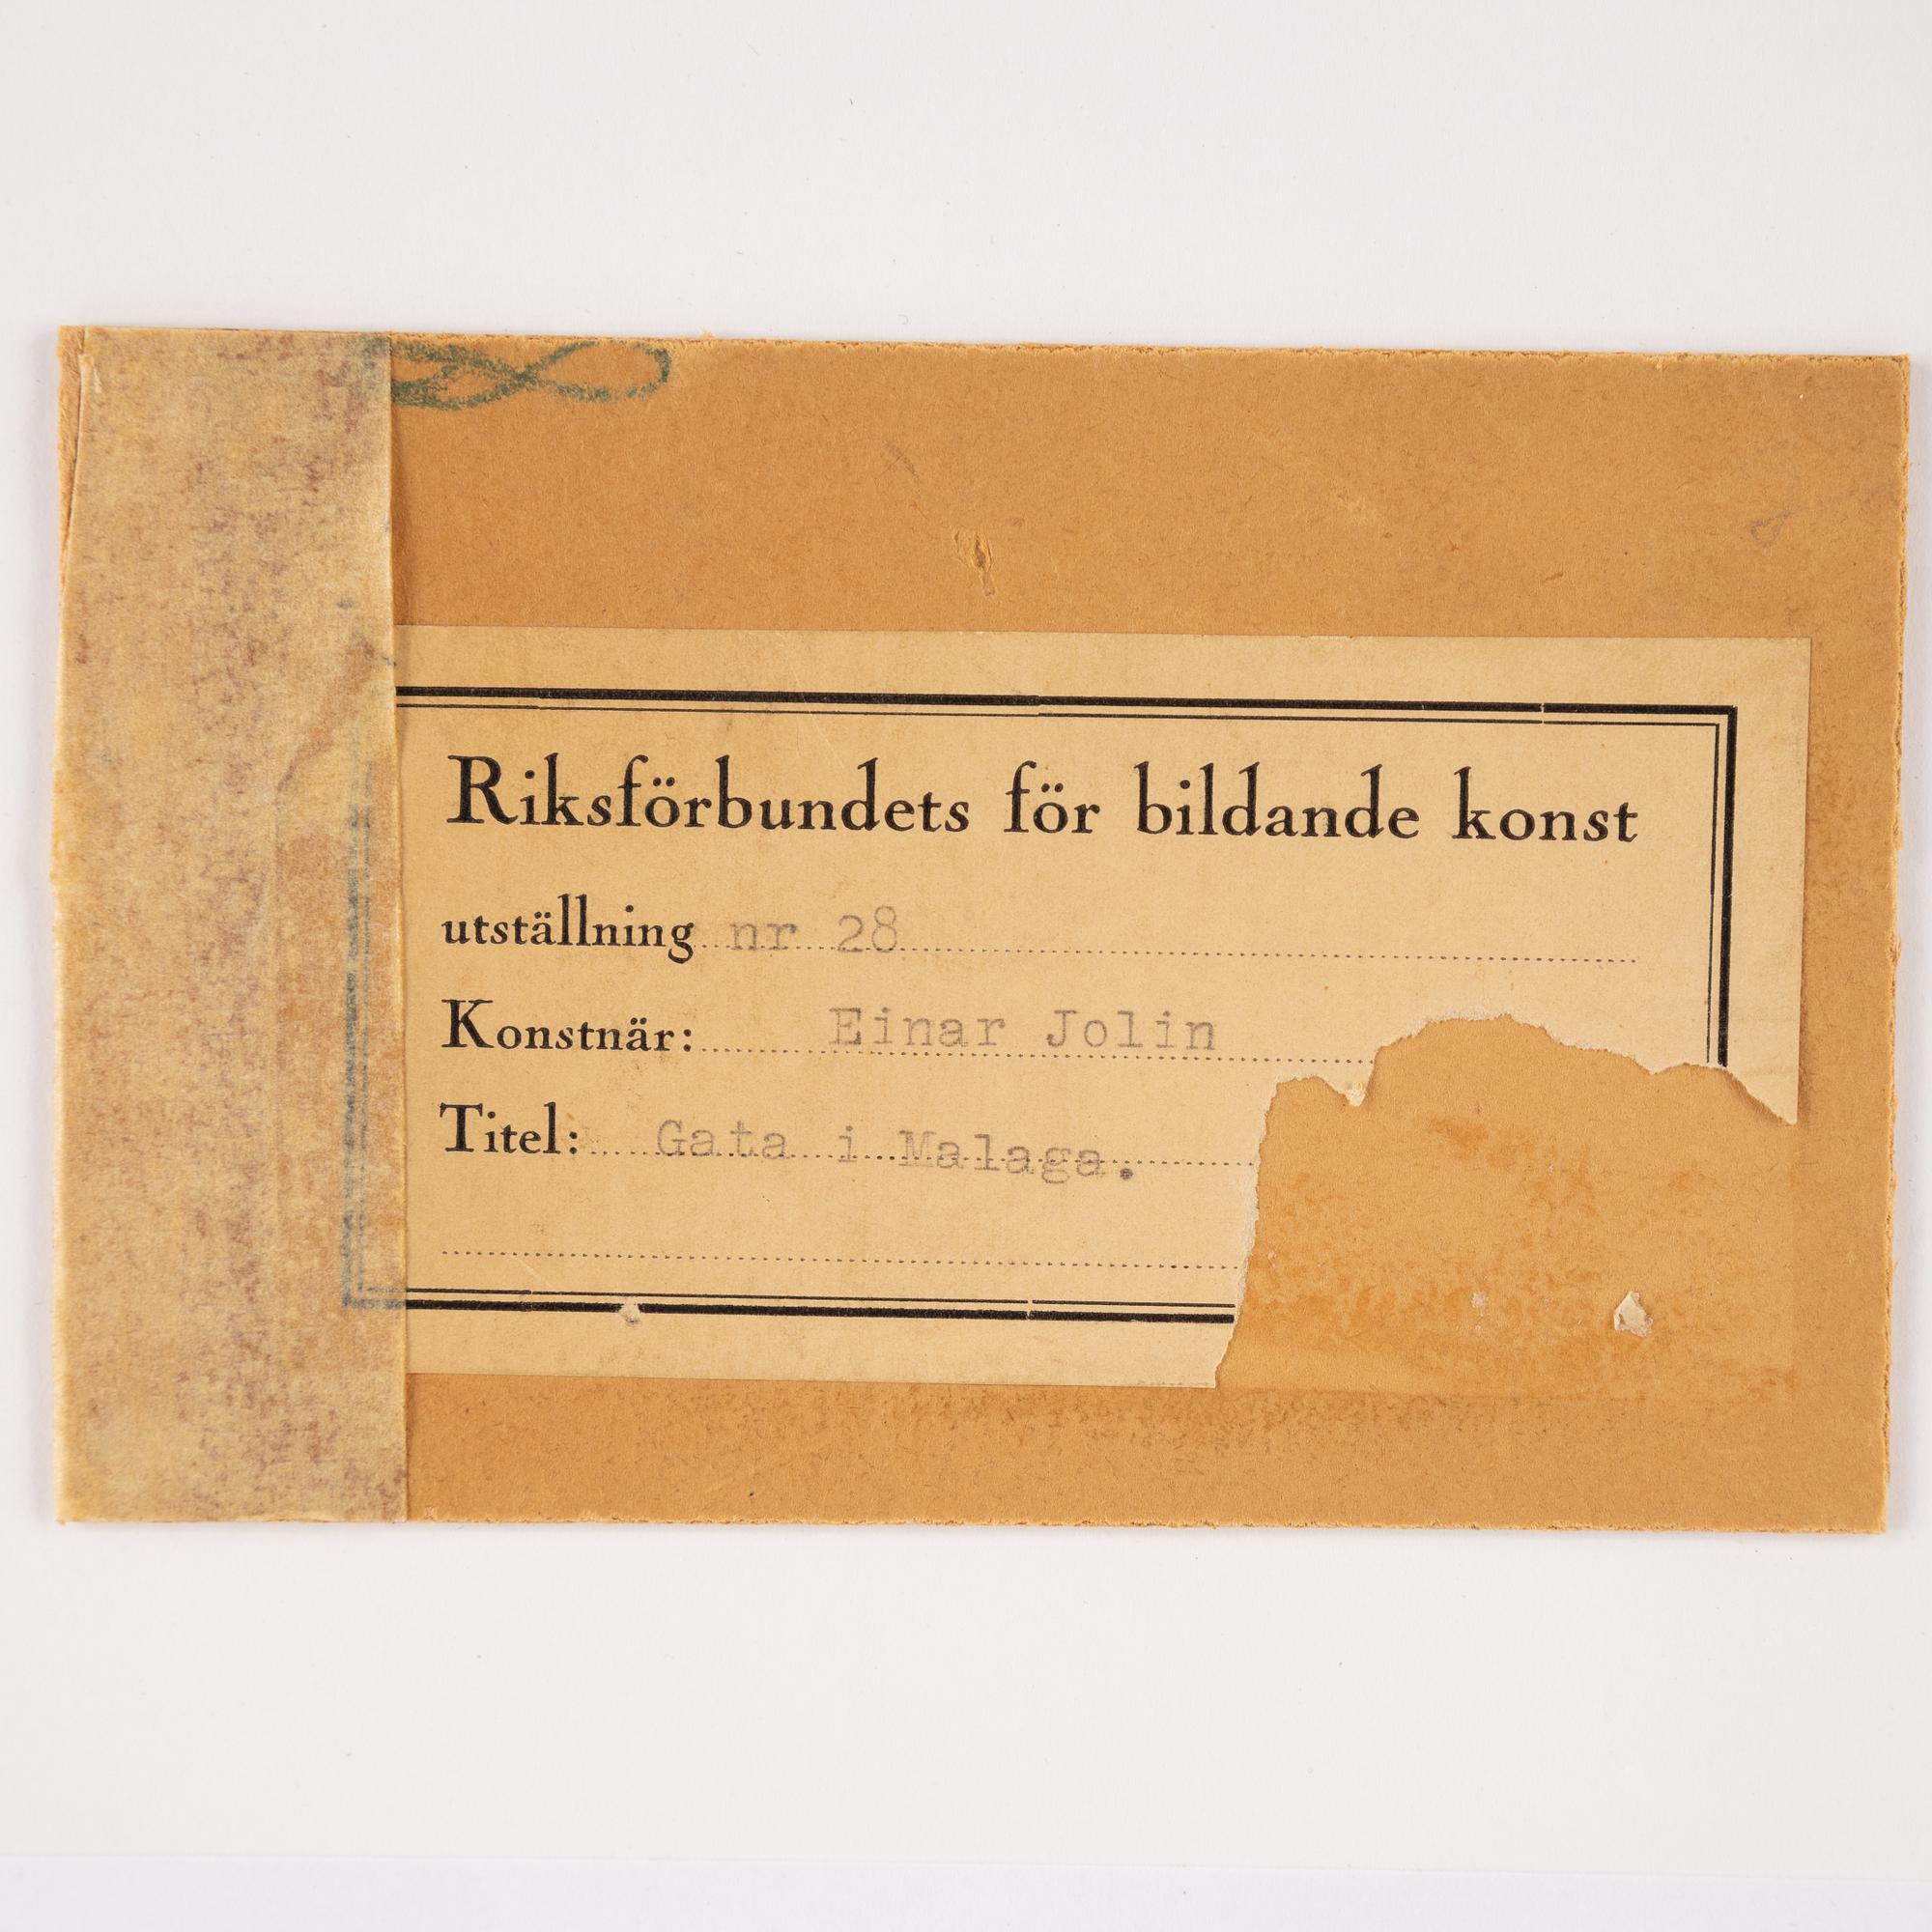 Riksförbundets för bildande konst
utställning nr 28
Konstnär: Einar Jolin
Titel: Gata i Malaga.